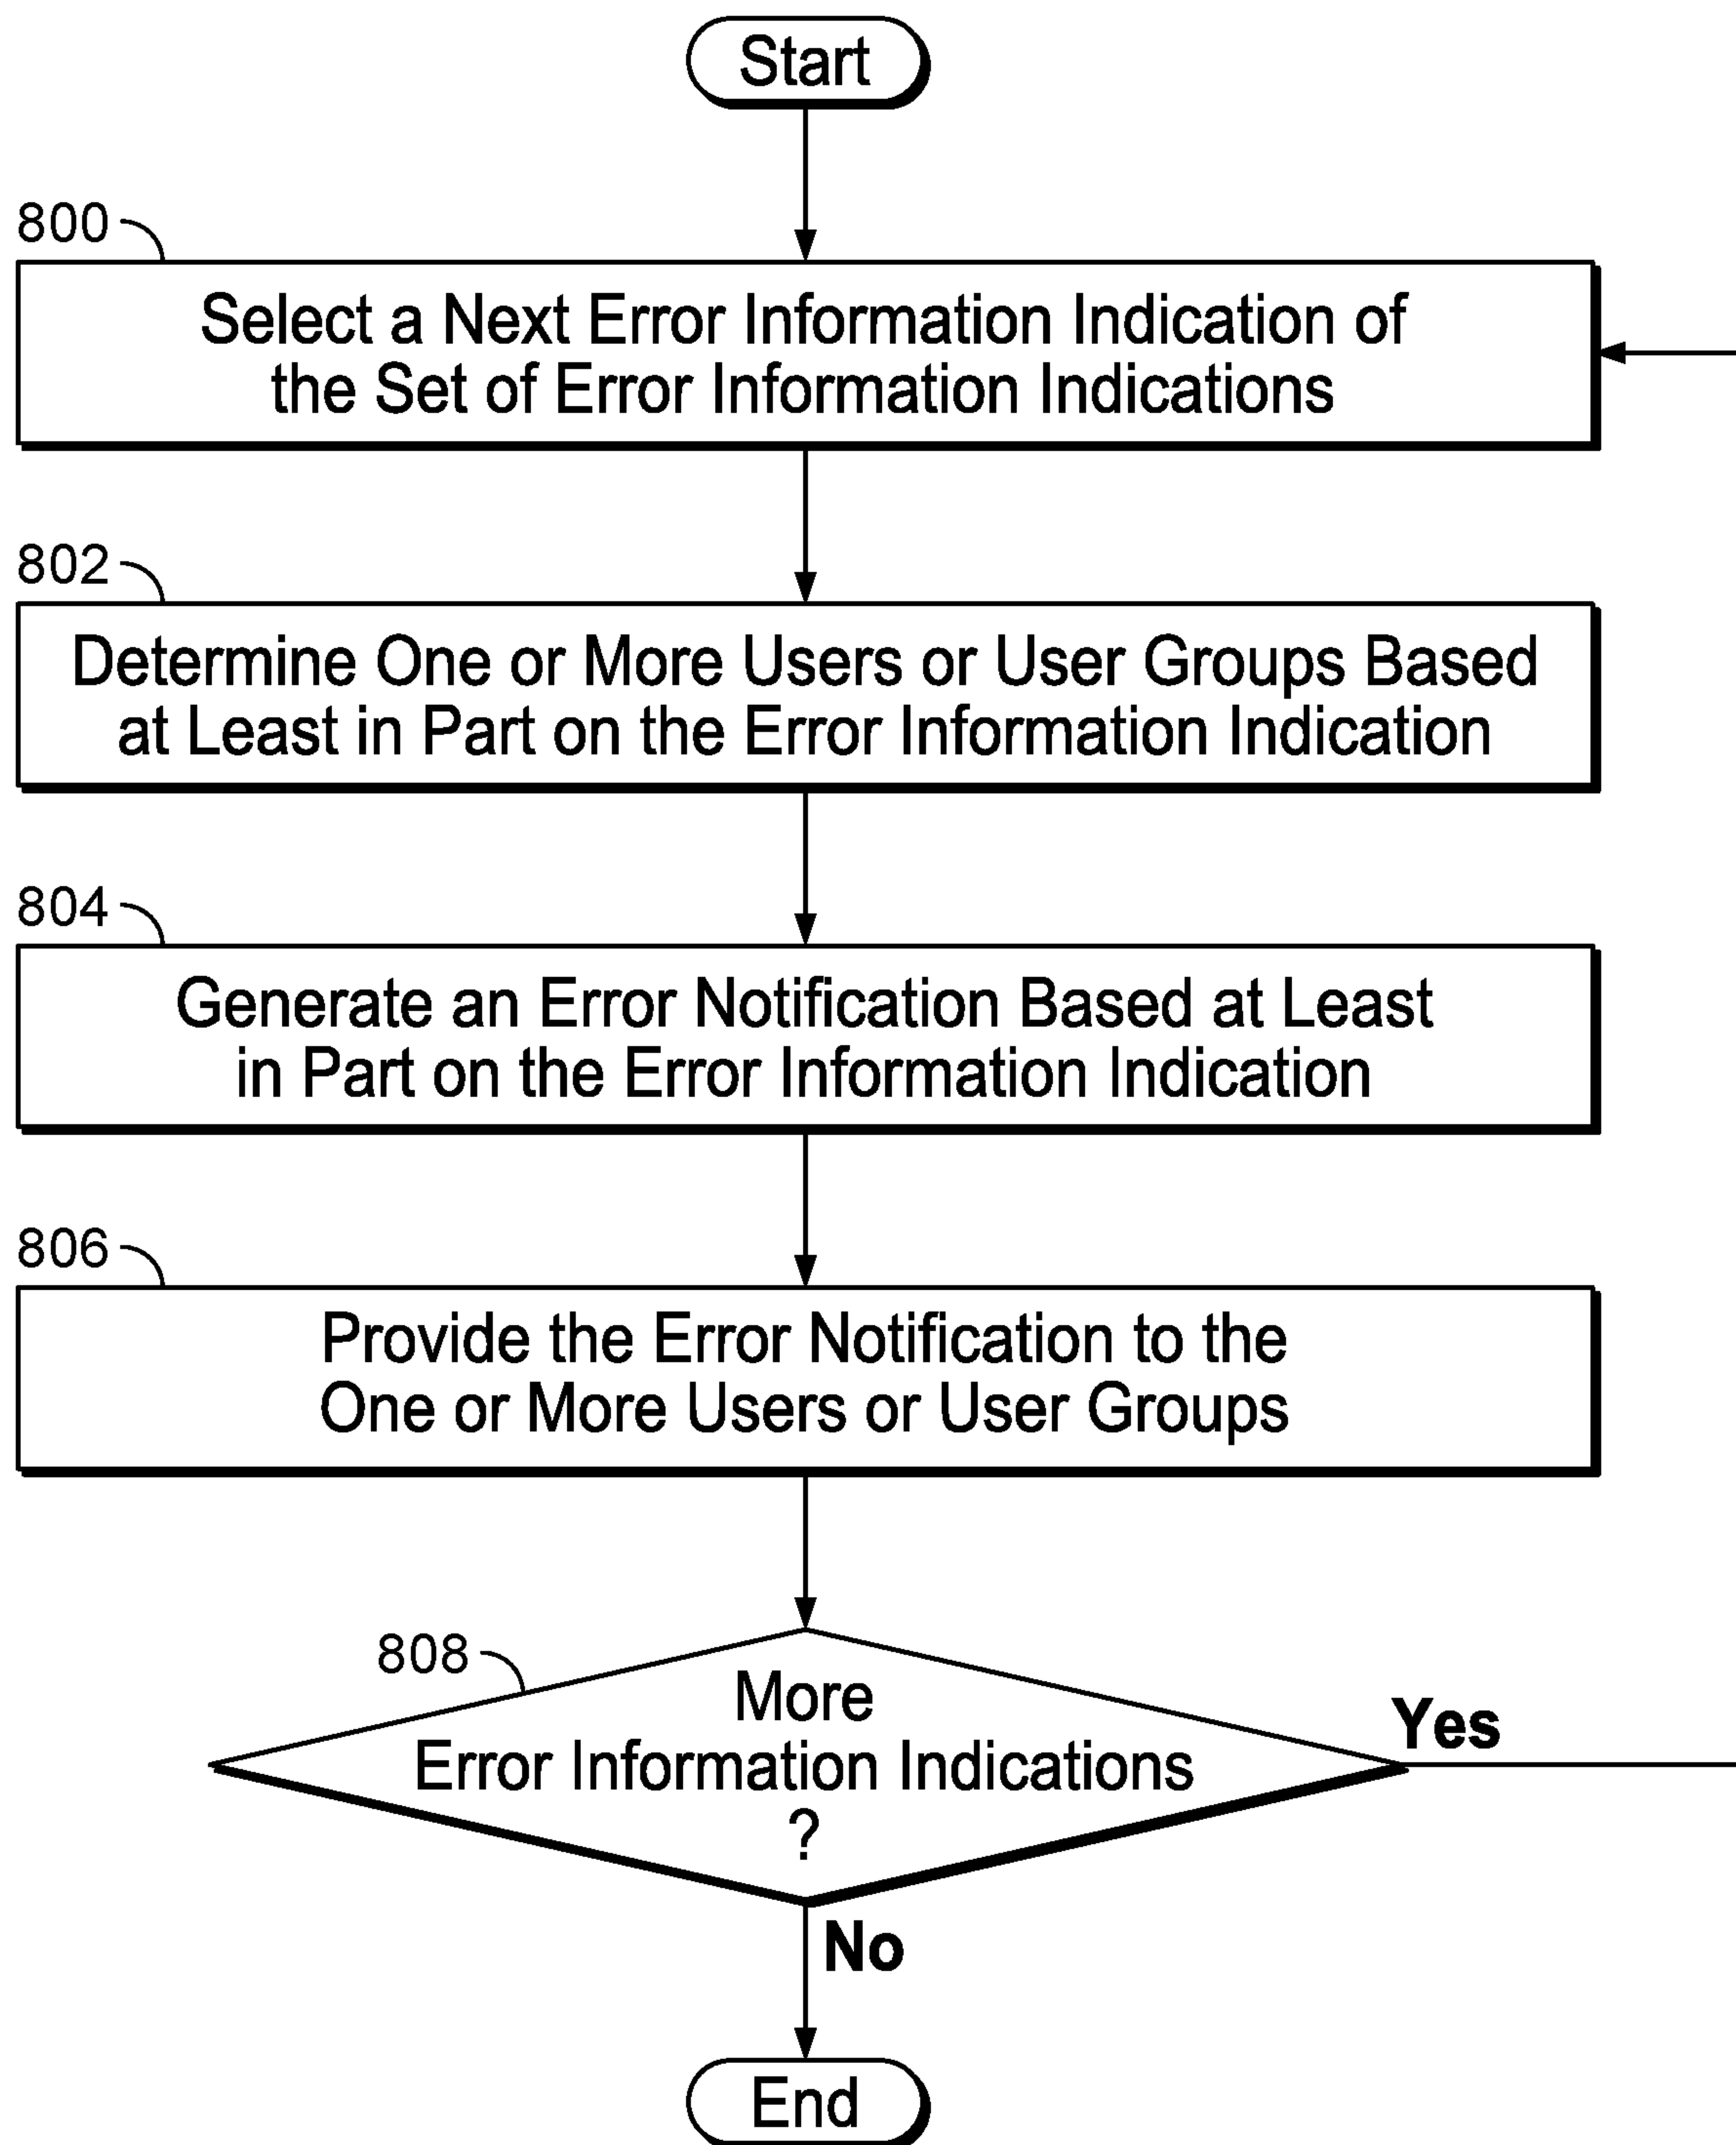 Start
800
Select a Next Error Information Indication of
the Set of Error Information Indications
802
Determine One or More Users or User Groups Based
at Least in Part on the Error Information Indication
804
Generate an Error Notification Based at Least
in Part on the Error Information Indication
806
Provide the Error Notification to the
One or More Users or User Groups
808
More
Error Information Indications
?
Yes
No
End